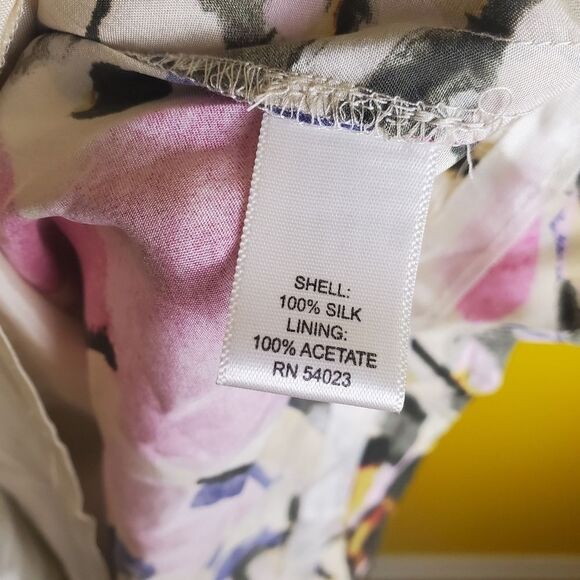 SHELL:
100% SILK
LINING:
100% ACETATE
RN 54023